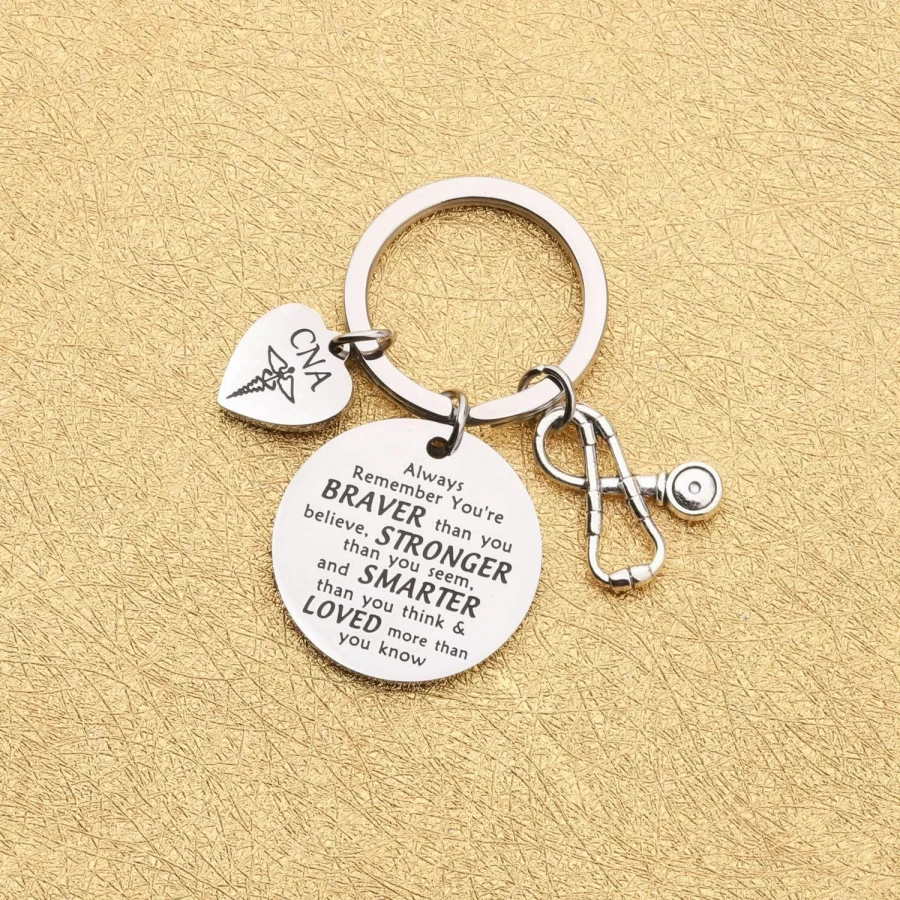 CNA
Always
Remember You're
BRAVER than you
believe, STRONGER
than you seem,
and SMARTER
than you think &
LOVED more than
you know